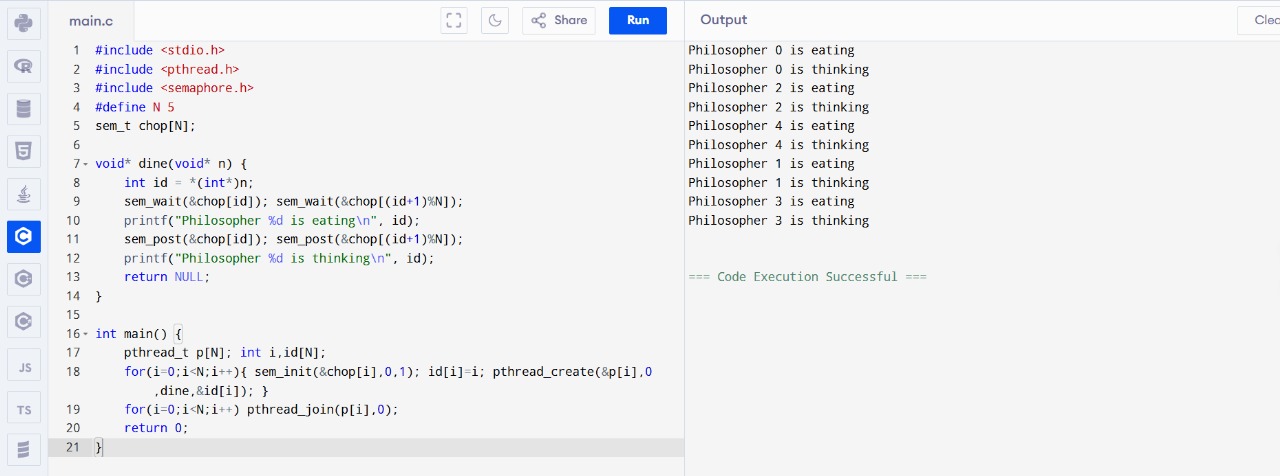 main.c
Share
Run
Output
Clea
1 #include <stdio.h>
2 #include <pthread.h>
3 #include <semaphore.h>
4 #define N 5
5 sem_t chop[N];
6
7 void* dine(void* n) {
8 int id = *(int*)n;
9 sem_wait(&chop[id]); sem_wait(&chop[(id+1)%N]);
10 printf("Philosopher %d is eating\n", id);
11 sem_post(&chop[id]); sem_post(&chop[(id+1)%N]);
12 printf("Philosopher %d is thinking\n", id);
13 return NULL;
14 }
15
16 int main() {
17 pthread_t p[N]; int i,id[N];
18 for(i=0;i<N;i++){ sem_init(&chop[i],0,1); id[i]=i; pthread_create(&p[i],0
,dine,&id[i]); }
19 for(i=0;i<N;i++) pthread_join(p[i],0);
20 return 0;
21 }
Philosopher 0 is eating
Philosopher 0 is thinking
Philosopher 2 is eating
Philosopher 2 is thinking
Philosopher 4 is eating
Philosopher 4 is thinking
Philosopher 1 is eating
Philosopher 1 is thinking
Philosopher 3 is eating
Philosopher 3 is thinking
=== Code Execution Successful ===
JS
TS